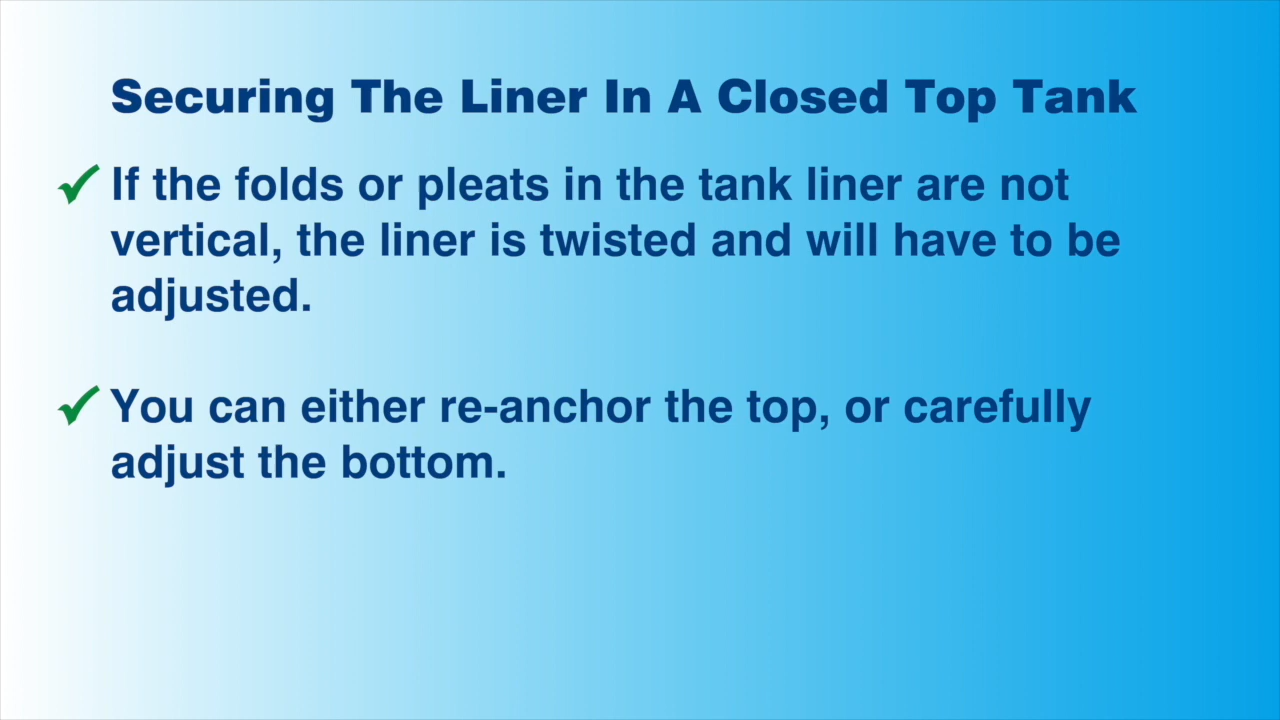 Securing The Liner In A Closed Top Tank
If the folds or pleats in the tank liner are not
vertical, the liner is twisted and will have to be
adjusted.
You can either re-anchor the top, or carefully
adjust the bottom.